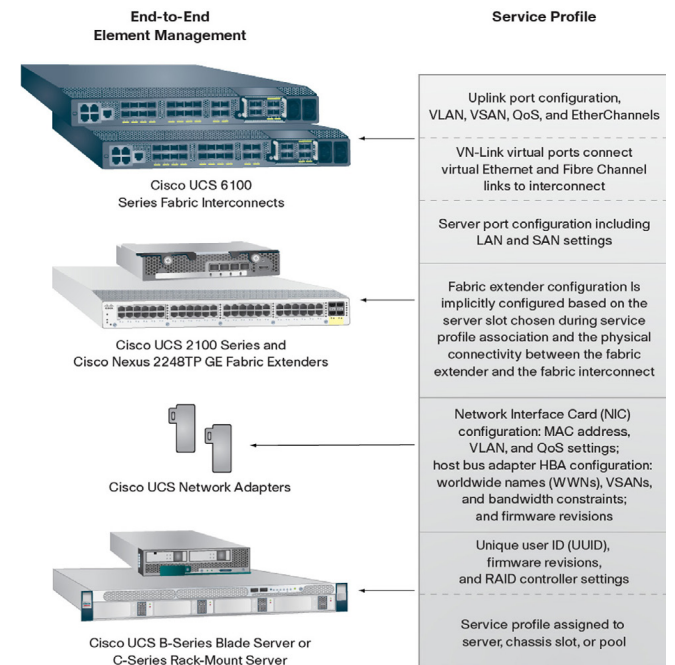 End-to-End
Element Management
Service Profile
Uplink port configuration,
VLAN, VSAN, QoS, and EtherChannels
VN-Link virtual ports connect
virtual Ethernet and Fibre Channel
links to interconnect
Cisco UCS 6100
Series Fabric Interconnects
Server port configuration including
LAN and SAN settings
Fabric extender configuration Is
implicitly configured based on the
server slot chosen during service
profile association and the physical
connectivity between the fabric
extender and the fabric interconnect
Cisco UCS 2100 Series and
Cisco Nexus 2248TP GE Fabric Extenders
Network Interface Card (NIC)
configuration: MAC address,
VLAN, and QoS settings;
host bus adapter HBA configuration:
worldwide names (WWNs), VSANs,
and bandwidth constraints;
and firmware revisions
Cisco UCS Network Adapters
Unique user ID (UUID),
firmware revisions,
and RAID controller settings
Service profile assigned to
server, chassis slot, or pool
Cisco UCS B-Series Blade Server or
C-Series Rack-Mount Server